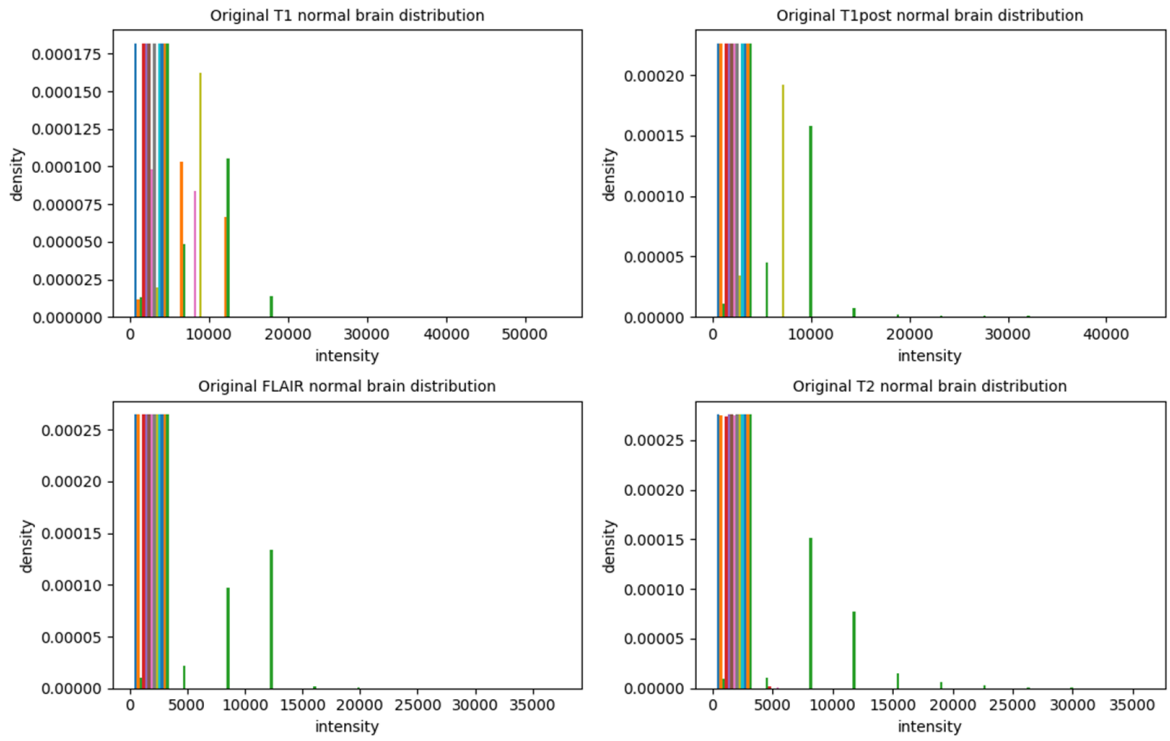 Original T1 normal brain distribution
density
0.000175
0.000150
0.000125
0.000100
0.000075
0.000050
0.000025
0.000000
0 10000 20000 30000 40000 50000
intensity
Original T1post normal brain distribution
density
0.00020
0.00015
0.00010
0.00005
0.00000
0 10000 20000 30000 40000
intensity
Original FLAIR normal brain distribution
density
0.00025
0.00020
0.00015
0.00010
0.00005
0.00000
0 5000 10000 15000 20000 25000 30000 35000
intensity
Original T2 normal brain distribution
density
0.00025
0.00020
0.00015
0.00010
0.00005
0.00000
0 5000 10000 15000 20000 25000 30000 35000
intensity